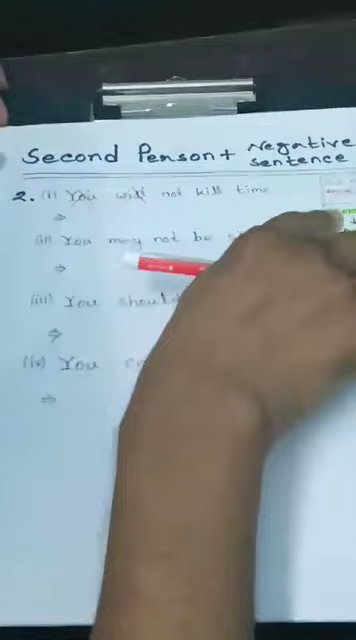 Second Person + Negative
sentence
2. (i) You will not kill time
⇒
(ii) You may not be
⇒
(iii) You should
⇒
(iv) You
⇒